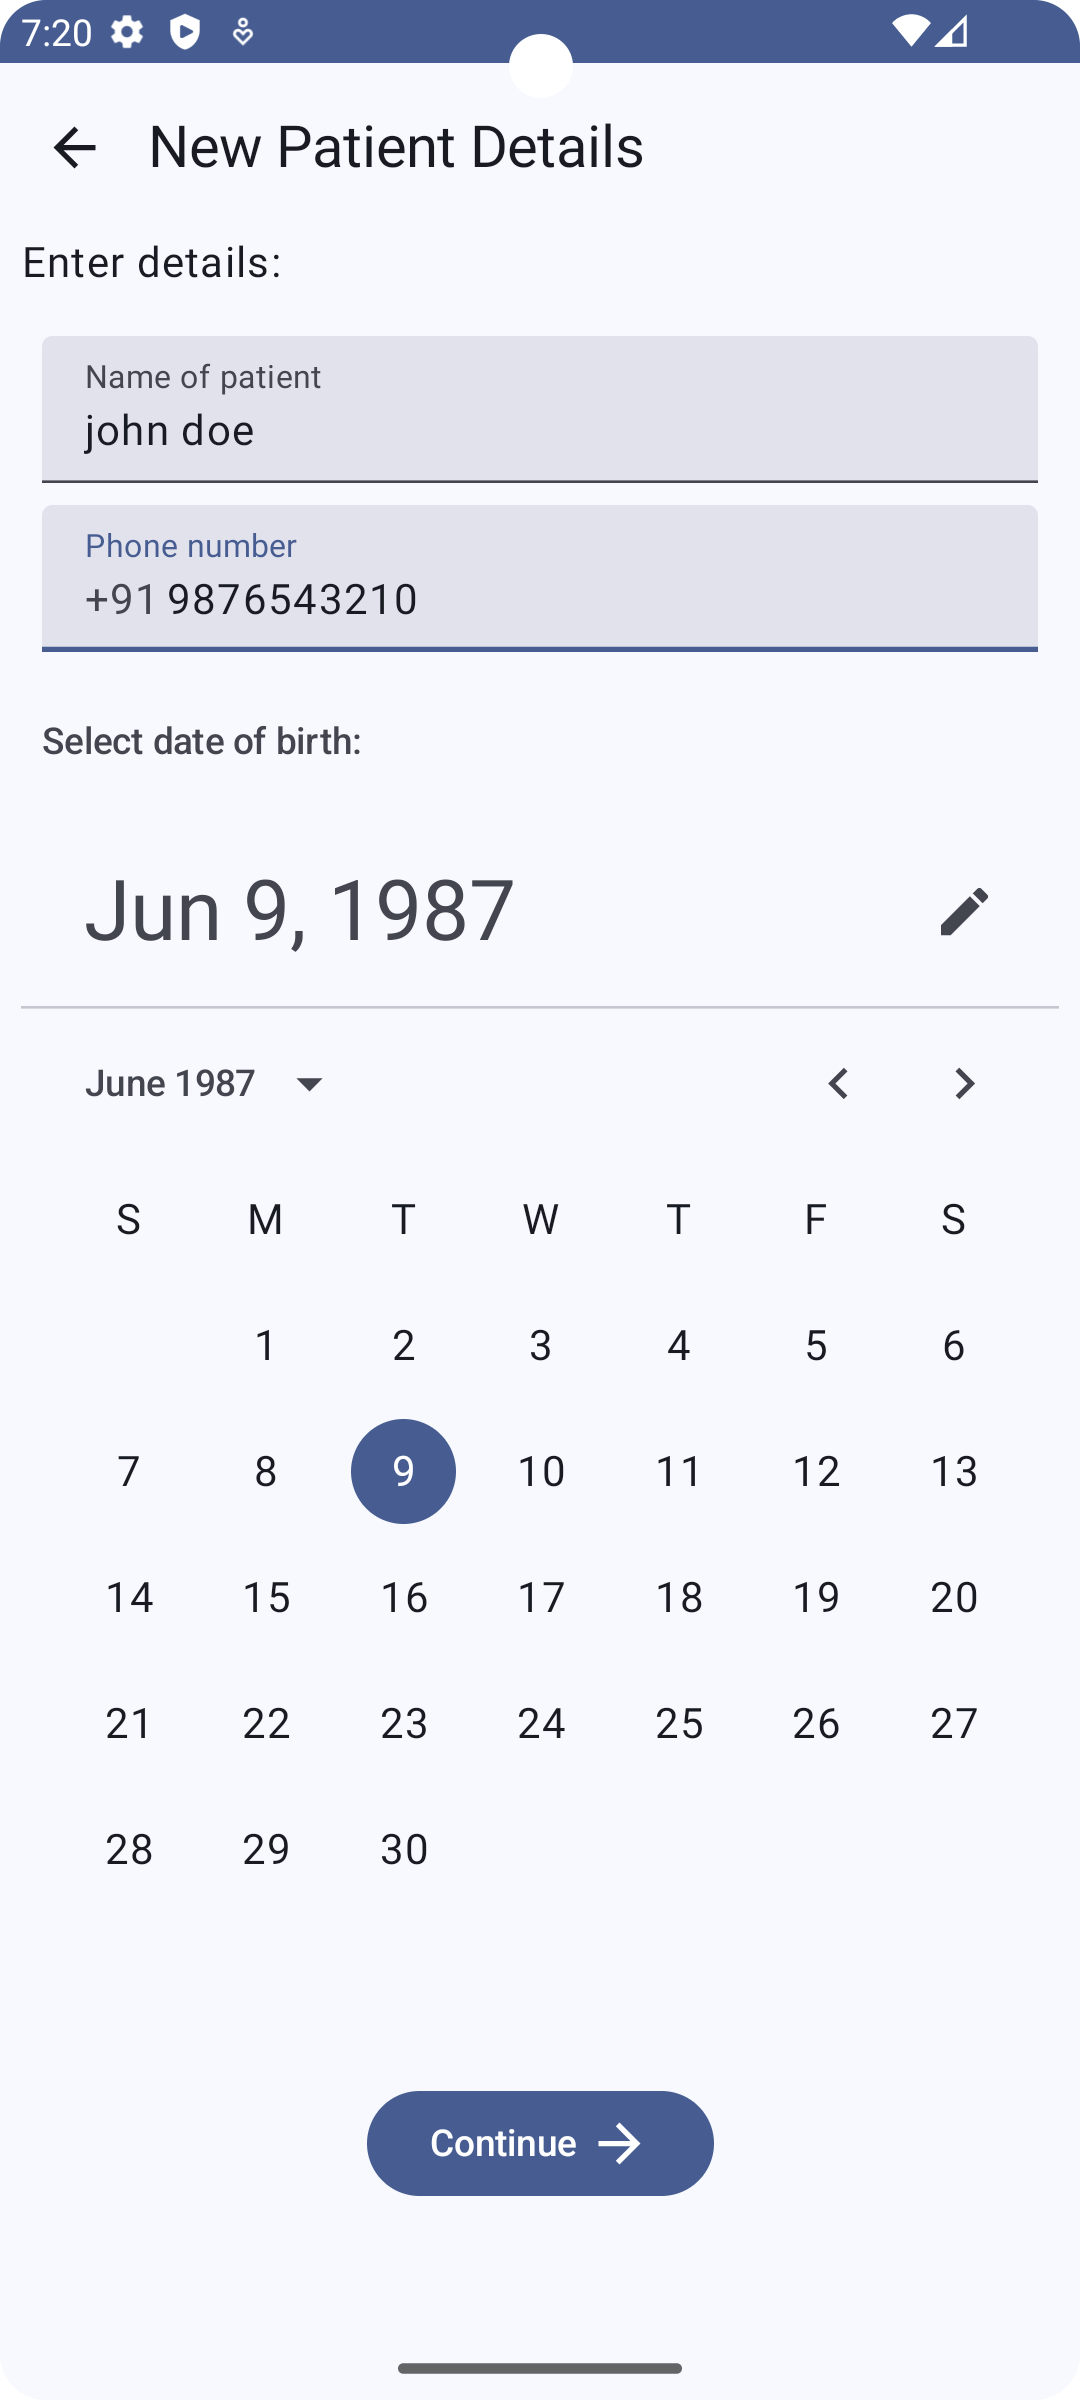 7:20
New Patient Details
Enter details:
Name of patient
john doe
Phone number
+91 9876543210
Select date of birth:
Jun 9, 1987
June 1987
S M T W T F S
1 2 3 4 5 6
7 8 9 10 11 12 13
14 15 16 17 18 19 20
21 22 23 24 25 26 27
28 29 30
Continue